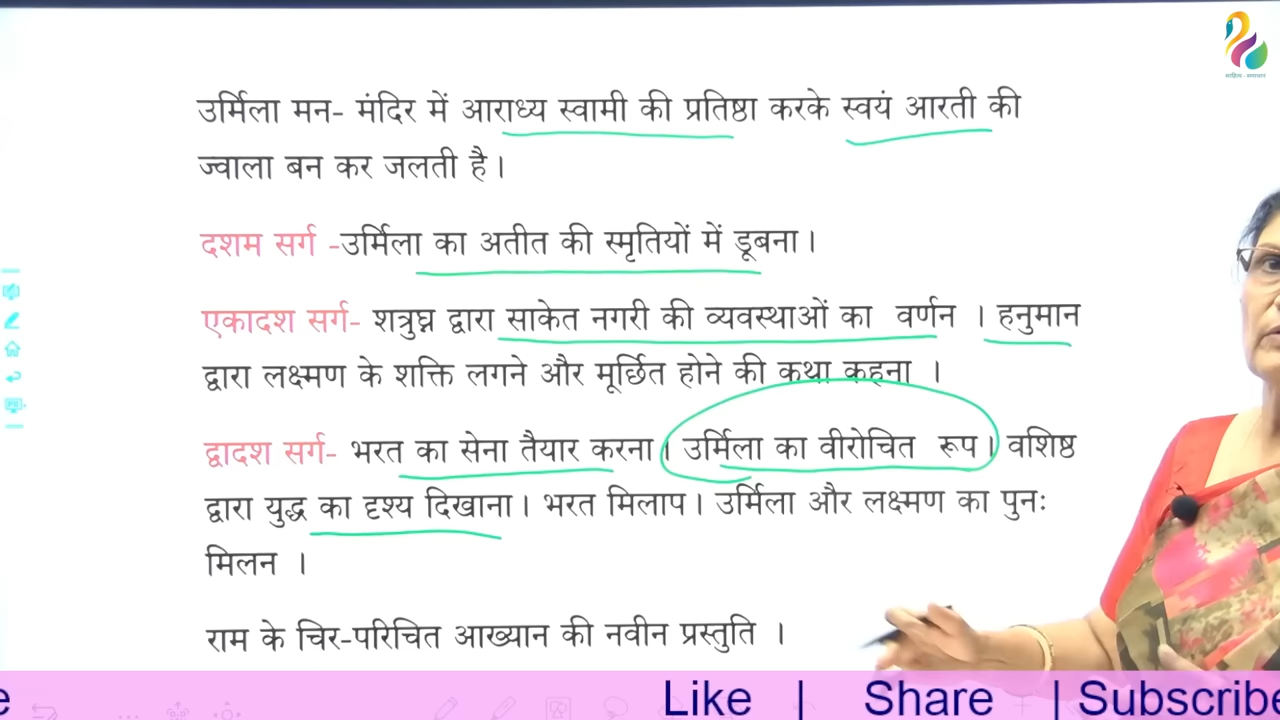 साहित्य - समाधान
उर्मिला मन- मंदिर में आराध्य स्वामी की प्रतिष्ठा करके स्वयं आरती की
ज्वाला बन कर जलती है।
दशम सर्ग -उर्मिला का अतीत की स्मृतियों में डूबना।
एकादश सर्ग- शत्रुघ्न द्वारा साकेत नगरी की व्यवस्थाओं का वर्णन । हनुमान
द्वारा लक्ष्मण के शक्ति लगने और मूर्छित होने की कथा कहना ।
द्वादश सर्ग- भरत का सेना तैयार करना। उर्मिला का वीरोचित रूप। वशिष्ठ
द्वारा युद्ध का दृश्य दिखाना। भरत मिलाप। उर्मिला और लक्ष्मण का पुनः
मिलन ।
राम के चिर-परिचित आख्यान की नवीन प्रस्तुति ।
e Like | Share | Subscribe